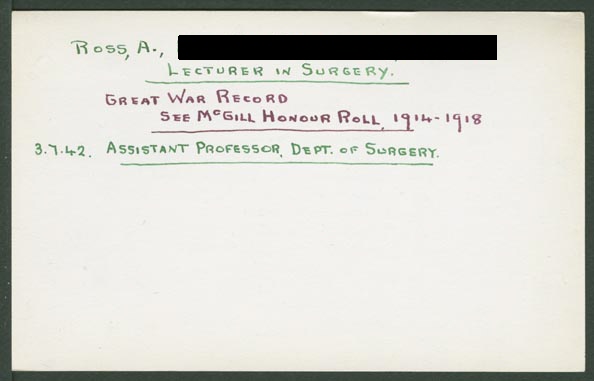 Ross, A.,
Lecturer in Surgery.
Great War Record
See McGill Honour Roll, 1914-1918
3.7.42. Assistant Professor, Dept. of Surgery.